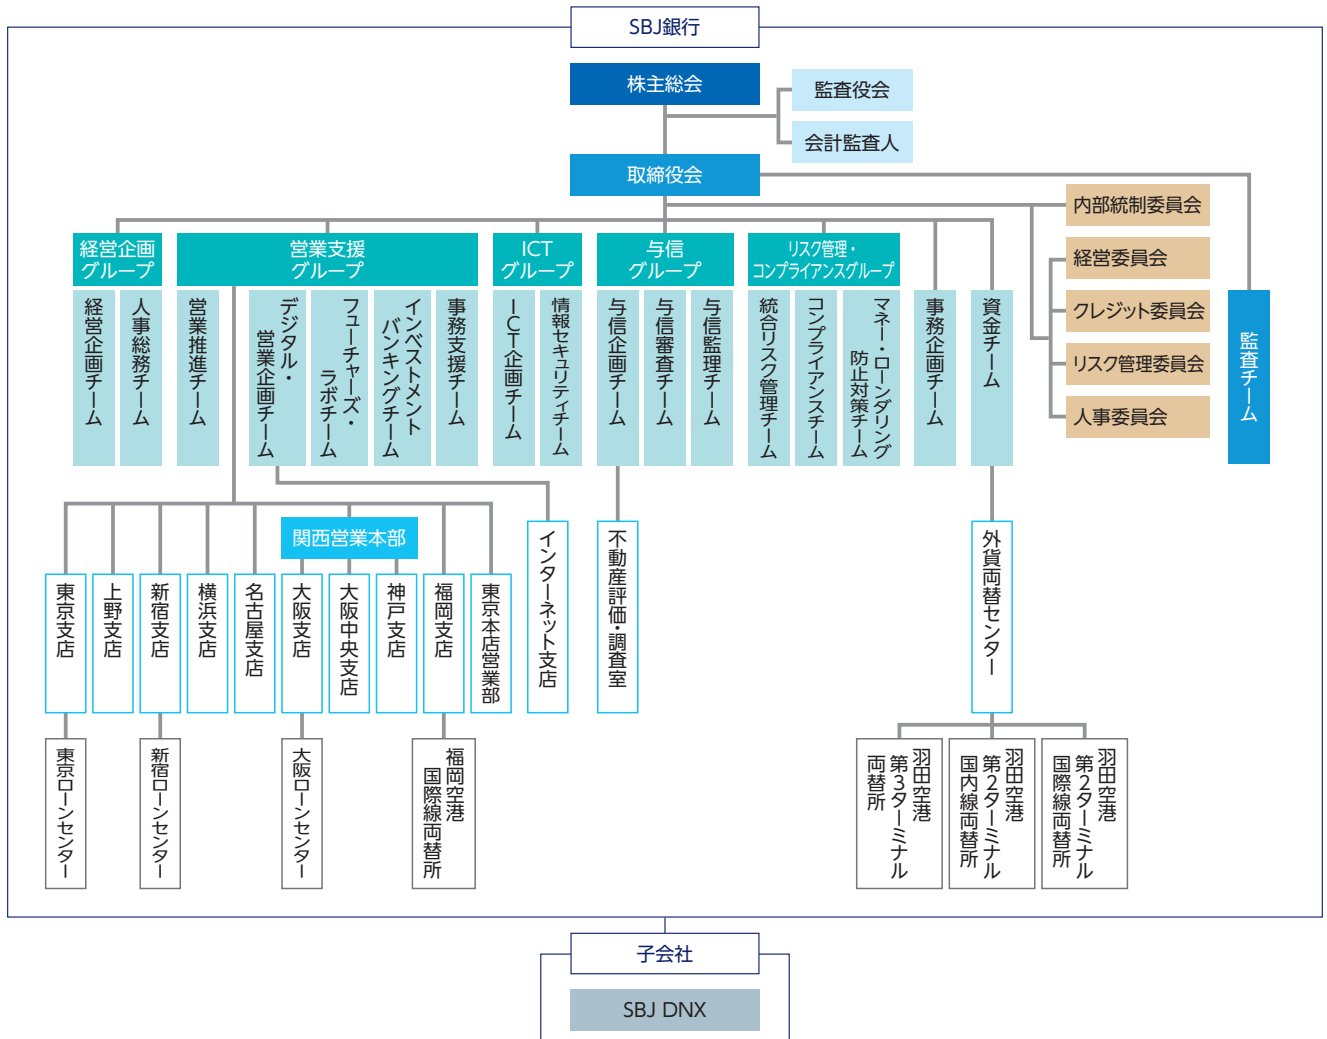 SBJ銀行
株主総会
監査役会
会計監査人
取締役会
内部統制委員会
経営委員会
クレジット委員会
リスク管理委員会
人事委員会
監査チーム
経営企画
グループ
営業支援
グループ
ICT
グループ
与信
グループ
リスク管理・
コンプライアンスグループ
経営企画チーム
人事総務チーム
営業推進チーム
デジタル・
営業企画チーム
フューチャーズ・
ラボチーム
インベストメント
バンキングチーム
事務支援チーム
ICT企画チーム
情報セキュリティチーム
与信企画チーム
与信審査チーム
与信監理チーム
統合リスク管理チーム
コンプライアンスチーム
マネー・ローンダリング
防止対策チーム
事務企画チーム
資金チーム
関西営業本部
東京支店
上野支店
新宿支店
横浜支店
名古屋支店
大阪支店
大阪中央支店
神戸支店
福岡支店
東京本店営業部
インターネット支店
不動産評価・調査室
外貨両替センター
東京ローンセンター
新宿ローンセンター
大阪ローンセンター
福岡空港
国際線両替所
羽田空港
第3ターミナル
両替所
羽田空港
第2ターミナル
国内線両替所
羽田空港
第2ターミナル
国際線両替所
子会社
SBJ DNX